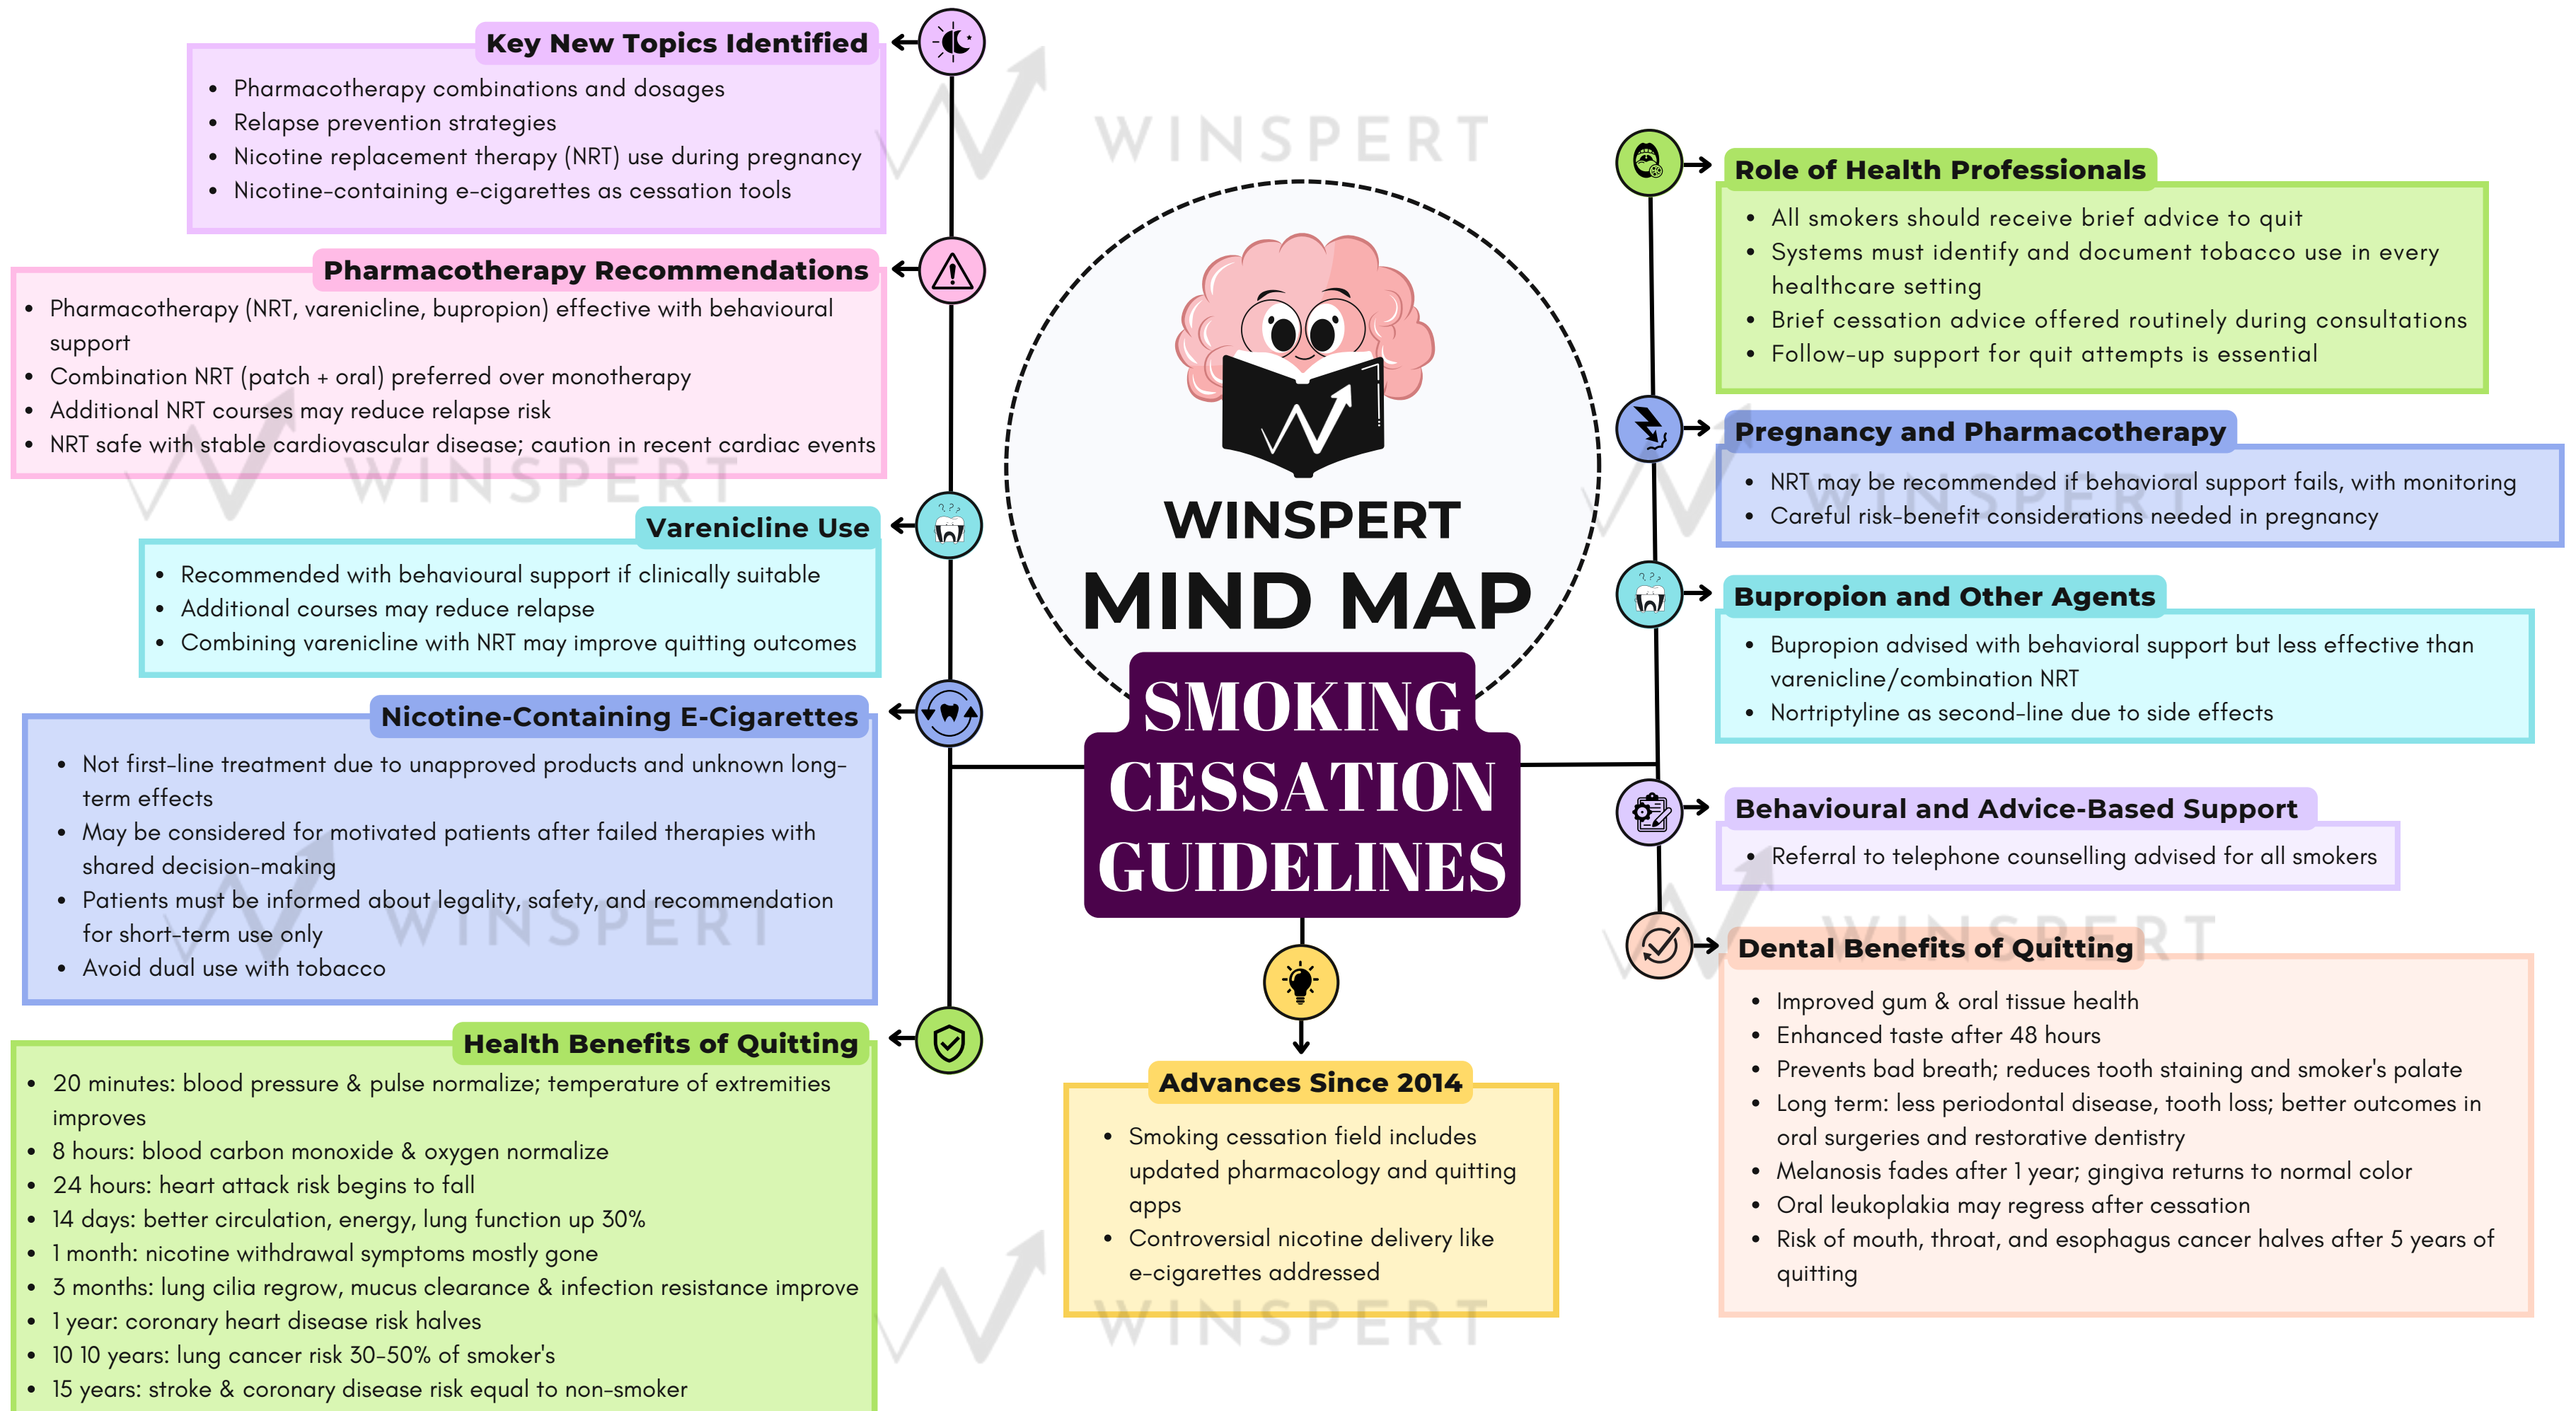 Key New Topics Identified
• Pharmacotherapy combinations and dosages
• Relapse prevention strategies
• Nicotine replacement therapy (NRT) use during pregnancy
• Nicotine-containing e-cigarettes as cessation tools
Pharmacotherapy Recommendations
• Pharmacotherapy (NRT, varenicline, bupropion) effective with behavioural
support
• Combination NRT (patch + oral) preferred over monotherapy
• Additional NRT courses may reduce relapse risk
• NRT safe with stable cardiovascular disease; caution in recent cardiac events
Varenicline Use
• Recommended with behavioural support if clinically suitable
• Additional courses may reduce relapse
• Combining varenicline with NRT may improve quitting outcomes
Nicotine-Containing E-Cigarettes
• Not first-line treatment due to unapproved products and unknown long-
term effects
• May be considered for motivated patients after failed therapies with
shared decision-making
• Patients must be informed about legality, safety, and recommendation
for short-term use only
• Avoid dual use with tobacco
Health Benefits of Quitting
• 20 minutes: blood pressure & pulse normalize; temperature of extremities
improves
• 8 hours: blood carbon monoxide & oxygen normalize
• 24 hours: heart attack risk begins to fall
• 14 days: better circulation, energy, lung function up 30%
• 1 month: nicotine withdrawal symptoms mostly gone
• 3 months: lung cilia regrow, mucus clearance & infection resistance improve
• 1 year: coronary heart disease risk halves
• 10 10 years: lung cancer risk 30-50% of smoker's
• 15 years: stroke & coronary disease risk equal to non-smoker
WINSPERT
WINSPERT
MIND MAP
SMOKING
CESSATION
GUIDELINES
Advances Since 2014
• Smoking cessation field includes
updated pharmacology and quitting
apps
• Controversial nicotine delivery like
e-cigarettes addressed
WINSPERT
Role of Health Professionals
• All smokers should receive brief advice to quit
• Systems must identify and document tobacco use in every
healthcare setting
• Brief cessation advice offered routinely during consultations
• Follow-up support for quit attempts is essential
Pregnancy and Pharmacotherapy
• NRT may be recommended if behavioral support fails, with monitoring
• Careful risk-benefit considerations needed in pregnancy
Bupropion and Other Agents
• Bupropion advised with behavioral support but less effective than
varenicline/combination NRT
• Nortriptyline as second-line due to side effects
Behavioural and Advice-Based Support
• Referral to telephone counselling advised for all smokers
Dental Benefits of Quitting
• Improved gum & oral tissue health
• Enhanced taste after 48 hours
• Prevents bad breath; reduces tooth staining and smoker's palate
• Long term: less periodontal disease, tooth loss; better outcomes in
oral surgeries and restorative dentistry
• Melanosis fades after 1 year; gingiva returns to normal color
• Oral leukoplakia may regress after cessation
• Risk of mouth, throat, and esophagus cancer halves after 5 years of
quitting
WINSPERT
WINSPERT
WINSPERT
WINSPERT